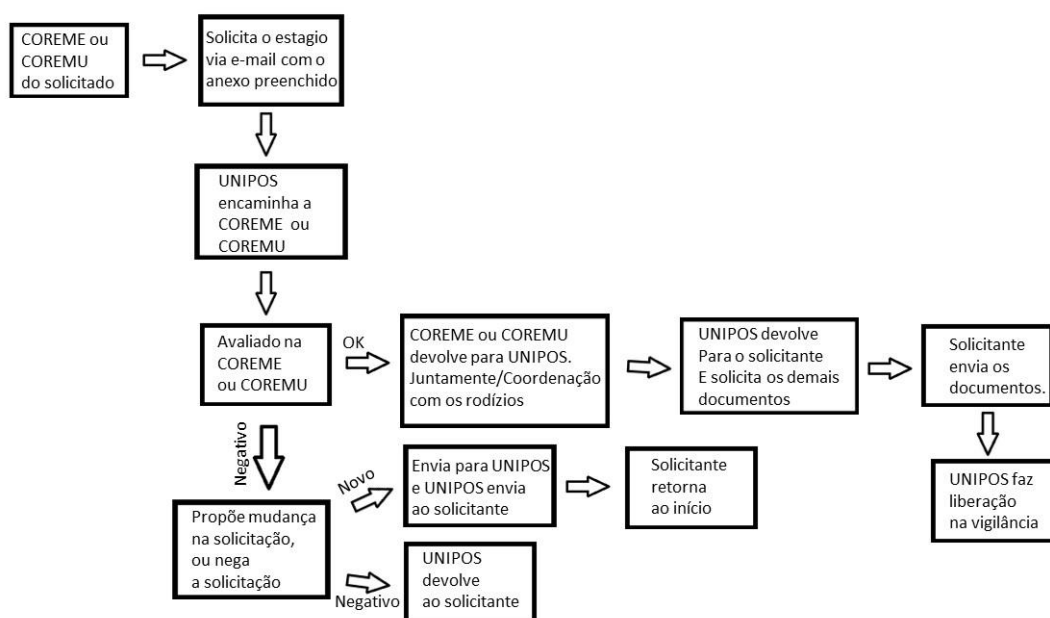 COREME ou
COREMU
do solicitado
Solicita o estagio
via e-mail com o
anexo preenchido
UNIPOS
encaminha a
COREME ou
COREMU
Avaliado na
COREME
ou COREMU
OK
COREME ou COREMU
devolve para UNIPOS.
Juntamente/Coordenação
com os rodízios
UNIPOS devolve
Para o solicitante
E solicita os demais
documentos
Solicitante
envia os
documentos.
UNIPOS faz
liberação
na vigilância
Negativo
Propõe mudança
na solicitação,
ou nega
a solicitação
Novo
Envia para UNIPOS
e UNIPOS envia
ao solicitante
Solicitante
retorna
ao início
Negativo
UNIPOS
devolve
ao solicitante